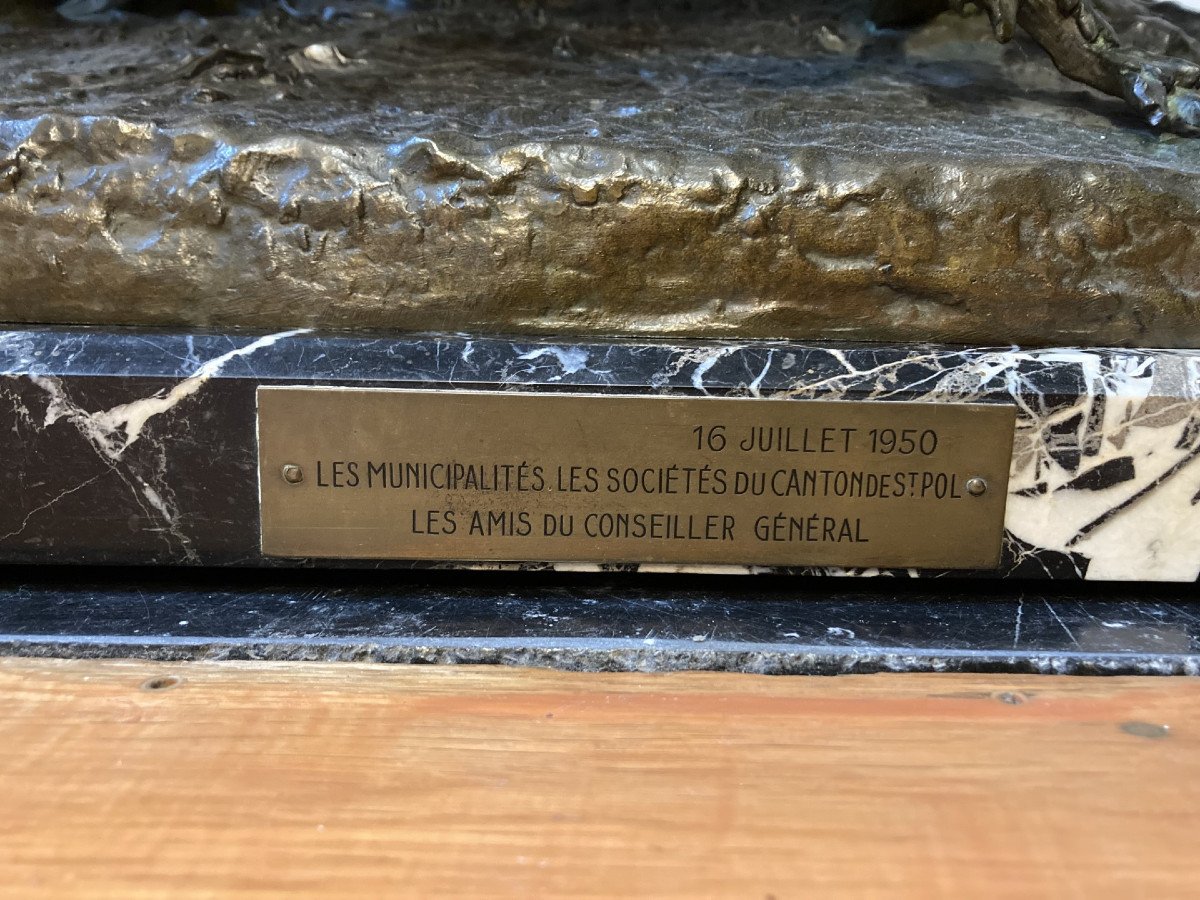 16 JUILLET 1950
LES MUNICIPALITÉS. LES SOCIÉTÉS DU CANTON DE ST POL
LES AMIS DU CONSEILLER GÉNÉRAL